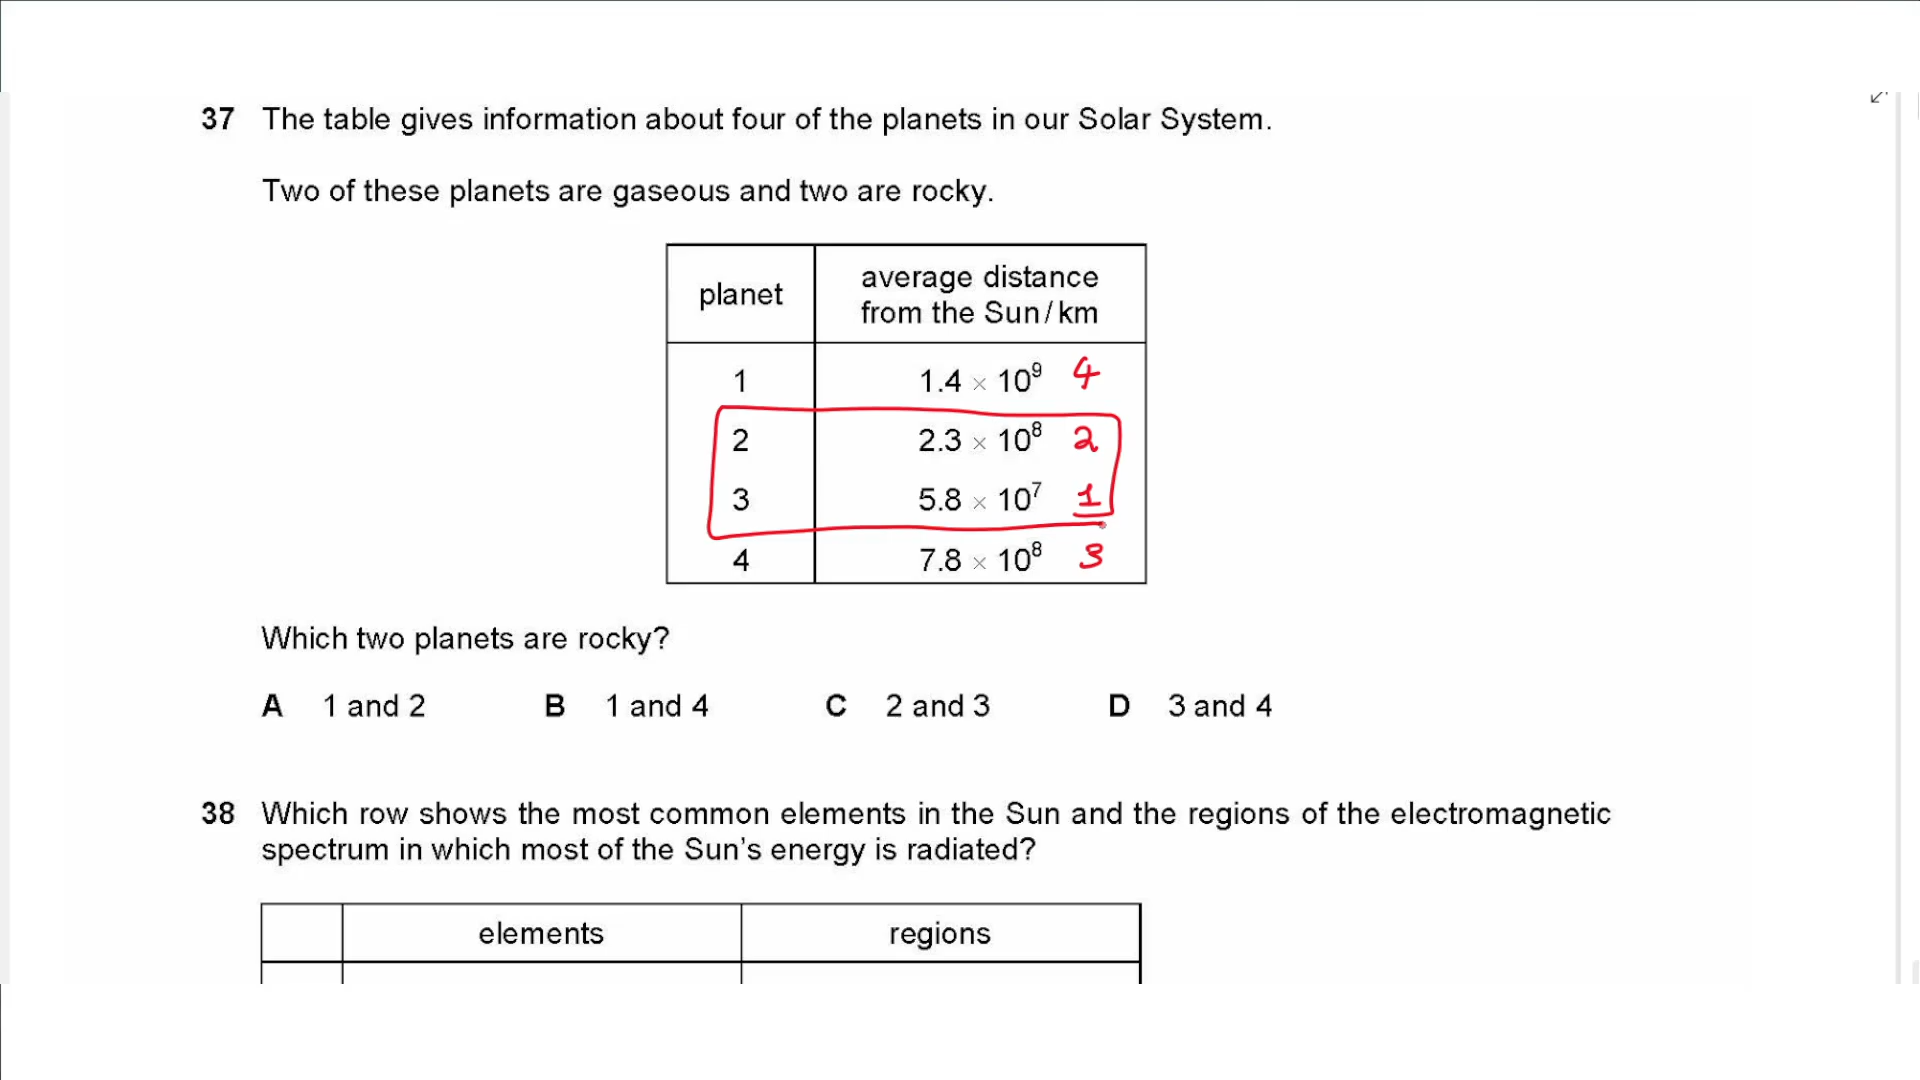 37 The table gives information about four of the planets in our Solar System.
Two of these planets are gaseous and two are rocky.
planet average distance
from the Sun / km
1 1.4 × 10⁹ 4
2 2.3 × 10⁸ 2
3 5.8 × 10⁷ 1
4 7.8 × 10⁸ 3
Which two planets are rocky?
A 1 and 2 B 1 and 4 C 2 and 3 D 3 and 4
38 Which row shows the most common elements in the Sun and the regions of the electromagnetic
spectrum in which most of the Sun's energy is radiated?
elements regions